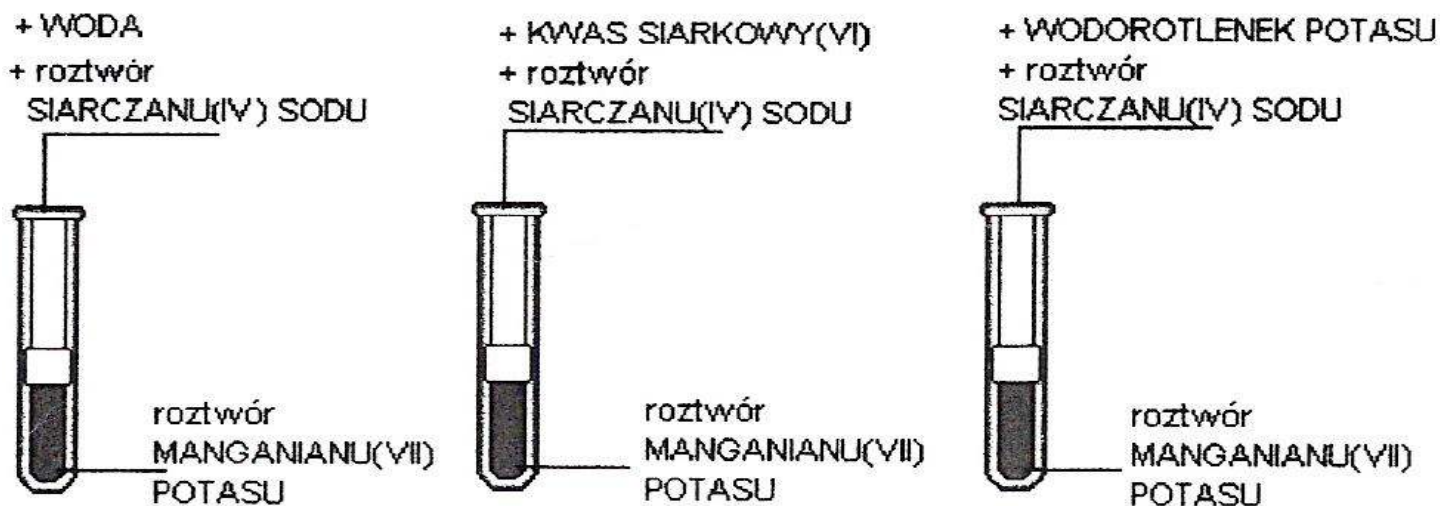 + WODA
+ roztwór
SIARCZANU(IV) SODU
roztwór
MANGANIANU(VII)
POTASU
+ KWAS SIARKOWY(VI)
+ roztwór
SIARCZANU(IV) SODU
roztwór
MANGANIANU(VII)
POTASU
+ WODOROTLENEK POTASU
+ roztwór
SIARCZANU(IV) SODU
roztwór
MANGANIANU(VII)
POTASU